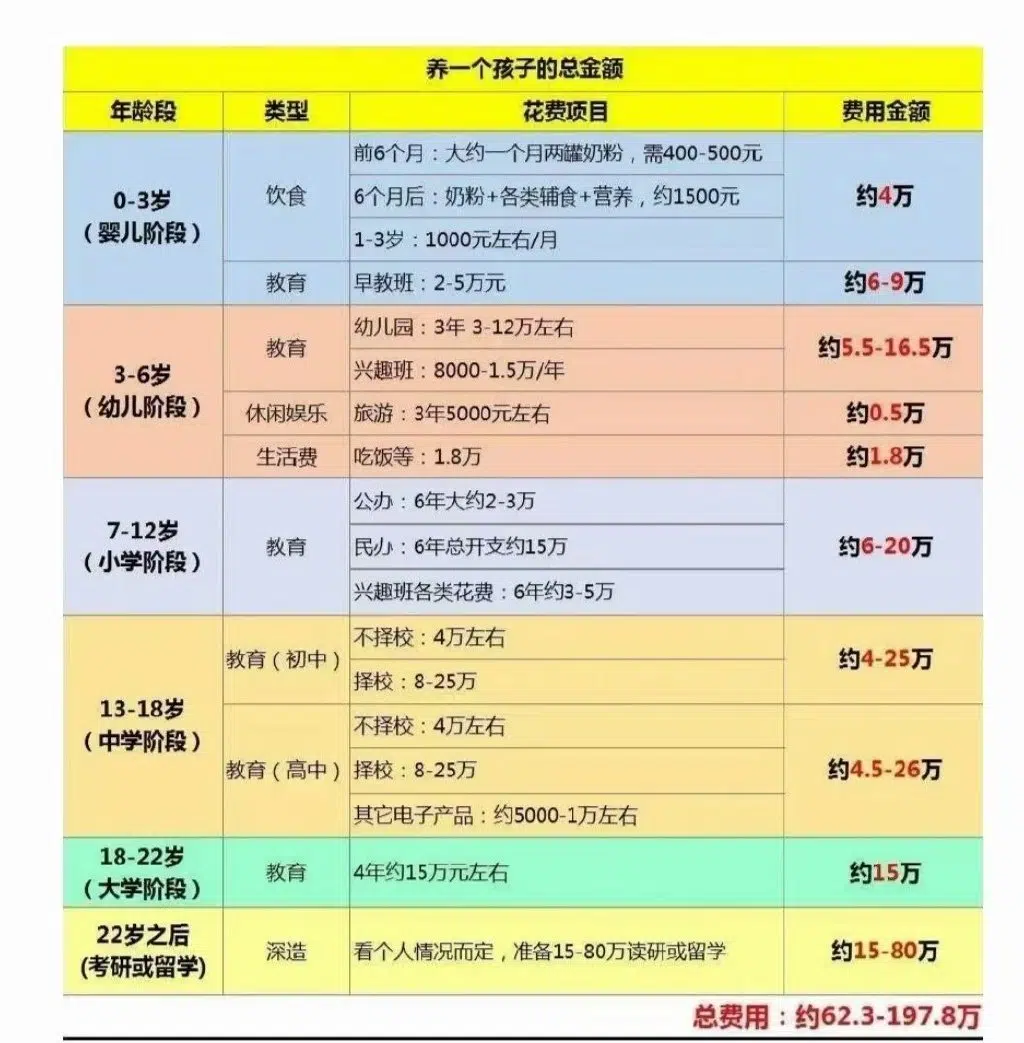 养一个孩子的总金额
年龄段 类型 花费项目 费用金额
0-3岁
（婴儿阶段）
饮食
前6个月：大约一个月两罐奶粉，需400-500元
6个月后：奶粉+各类辅食+营养，约1500元
1-3岁：1000元左右/月
约4万
教育
早教班：2-5万元
约6-9万
3-6岁
（幼儿阶段）
教育
幼儿园：3年 3-12万左右
兴趣班：8000-1.5万/年
约5.5-16.5万
休闲娱乐
旅游：3年5000元左右
约0.5万
生活费
吃饭等：1.8万
约1.8万
7-12岁
（小学阶段）
教育
公办：6年大约2-3万
民办：6年总开支约15万
兴趣班各类花费：6年约3-5万
约6-20万
13-18岁
（中学阶段）
教育（初中）
不择校：4万左右
择校：8-25万
约4-25万
教育（高中）
不择校：4万左右
择校：8-25万
其它电子产品：约5000-1万左右
约4.5-26万
18-22岁
（大学阶段）
教育
4年约15万元左右
约15万
22岁之后
(考研或留学)
深造
看个人情况而定，准备15-80万读研或留学
约15-80万
总费用：约62.3-197.8万